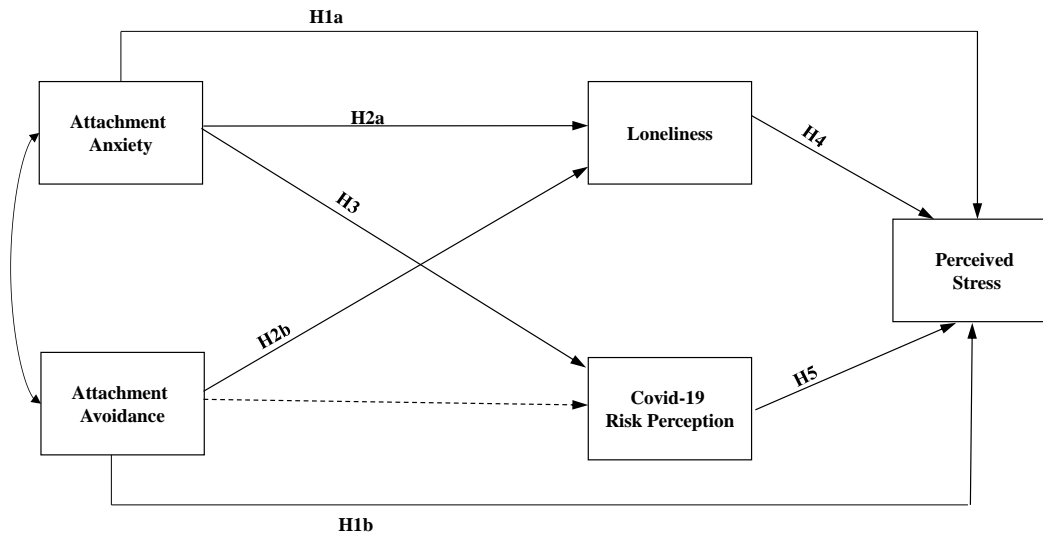 H1a
Attachment
Anxiety
H2a
Loneliness
H4
H3
Perceived
Stress
H2b
Attachment
Avoidance
Covid-19
Risk Perception
H5
H1b